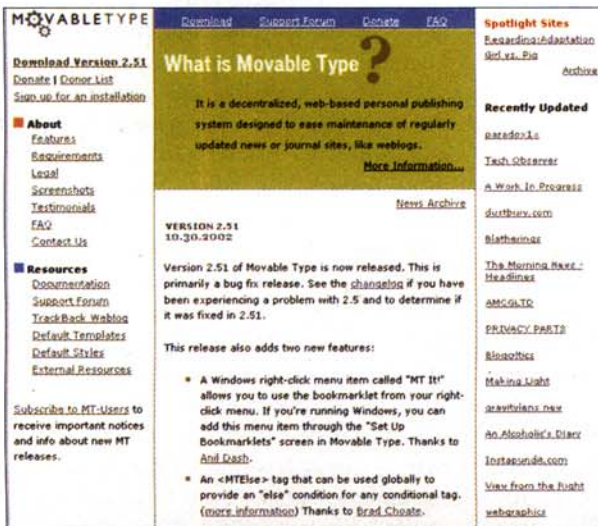 MOVABLETYPE
Download Version 2.51
Donate | Donor List
Sign up for an installation
About
Features
Requirements
Legal
Screenshots
Testimonials
FAQ
Contact Us
Resources
Documentation
Support Forum
TrackBack Weblog
Default Templates
Default Styles
External Resources
Subscribe to MT-Users to
receive important notices
and info about new MT
releases.
Download Support Forum Donate FAQ
What is Movable Type?
It is a decentralized, web-based personal publishing
system designed to ease maintenance of regularly
updated news or journal sites, like weblogs.
More Information...
News Archive
VERSION 2.51
10.30.2002
Version 2.51 of Movable Type is now released. This is
primarily a bug fix release. See the changelog if you have
been experiencing a problem with 2.5 and to determine if
it was fixed in 2.51.
This release also adds two new features:
A Windows right-click menu item called "MT It!"
allows you to use the bookmarklet from your right-
click menu. If you're running Windows, you can
add this menu item through the "Set Up
Bookmarklets" screen in Movable Type. Thanks to
Anil Dash.
An <MTElse> tag that can be used globally to
provide an "else" condition for any conditional tag.
(more information) Thanks to Brad Choate.
Spotlight Sites
Regarding:Adaptation
Girl vs. Pig
Archive
Recently Updated
paradox1x
Tech Observer
A Work In Progress
dustbury.com
Blatherings
The Morning News -
Headlines
AMCGLTD
PRIVACY PARTS
Blogoltics
Making Light
gravitylens new
An Alcoholic's Diary
Instapundit.com
View from the flught
webgraphics